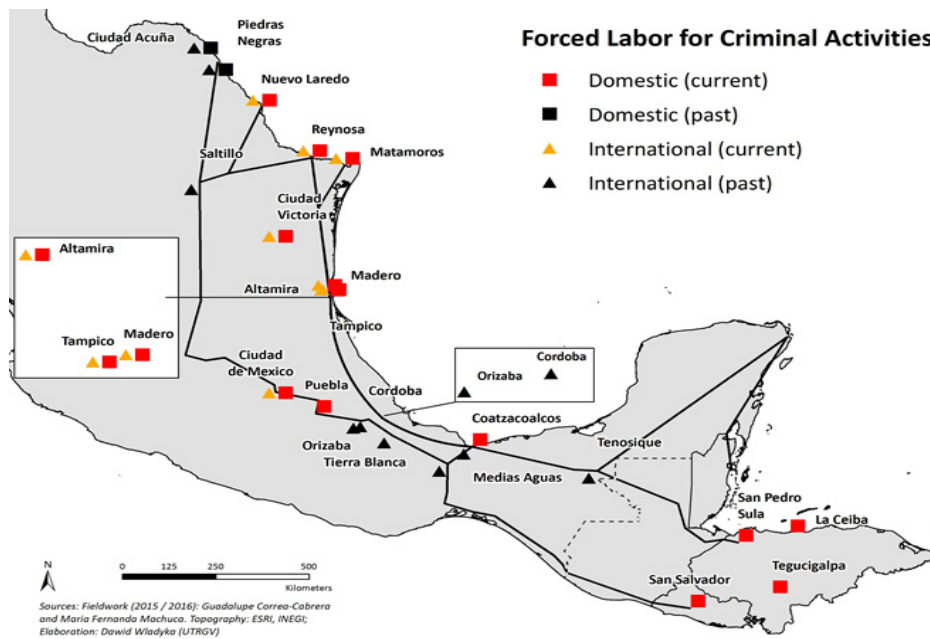 Forced Labor for Criminal Activities
Domestic (current)
Domestic (past)
International (current)
International (past)
Ciudad Acuña
Piedras
Negras
Nuevo Laredo
Reynosa
Saltillo
Matamoros
Ciudad
Victoria
Altamira
Altamira
Madero
Tampico
Tampico
Madero
Ciudad
de Mexico
Puebla
Cordoba
Orizaba
Cordoba
Coatzacoalcos
Orizaba
Tierra Blanca
Medias Aguas
Tenosique
San Pedro
Sula
La Ceiba
Tegucigalpa
San Salvador
N
0 125 250 500
Kilometers
Sources: Fieldwork (2015 / 2016): Guadalupe Correa-Cabrera
and Maria Fernanda Machuca. Topography: ESRI, INEGI;
Elaboration: Dawid Wladyka (UTRGV)